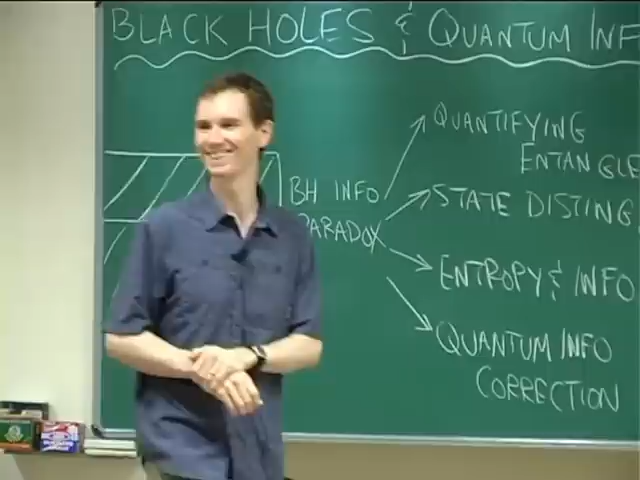 BLACK HOLES & QUANTUM INF
BH INFO
PARADOX
QUANTIFYING
ENTANGLE
STATE DISTING
ENTROPY & INFO
QUANTUM INFO
CORRECTION